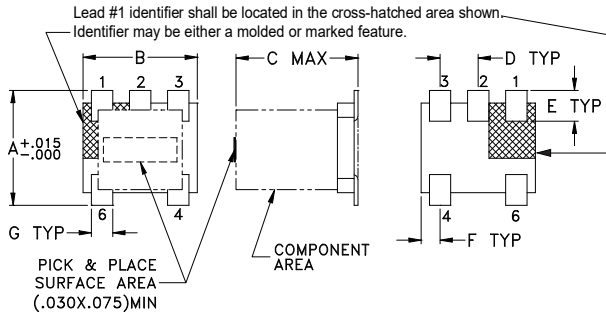 Lead #1 identifier shall be located in the cross-hatched area shown.
Identifier may be either a molded or marked feature.
B
C MAX
D TYP
1 2 3
3 2 1
E TYP
A +.015
-.000
6 4
4 6
G TYP
F TYP
COMPONENT
AREA
PICK & PLACE
SURFACE AREA
(.030X.075)MIN